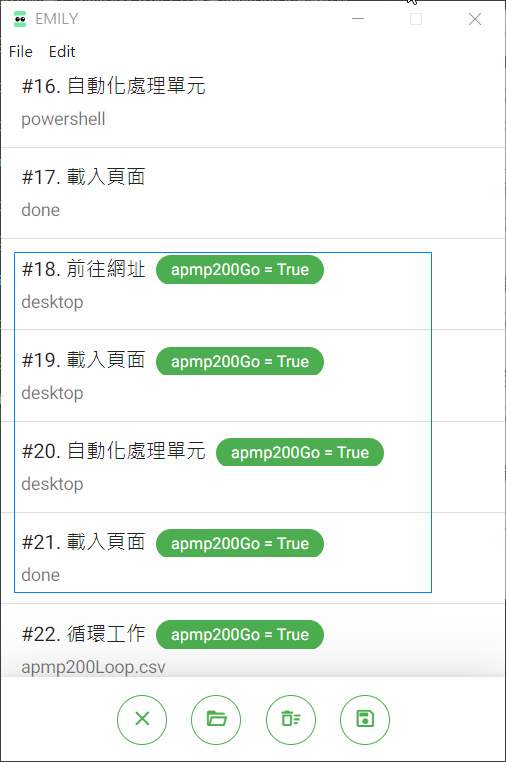 EMILY
File Edit
#16. 自動化處理單元
powershell
#17. 載入頁面
done
#18. 前往網址 apmp200Go = True
desktop
#19. 載入頁面 apmp200Go = True
desktop
#20. 自動化處理單元 apmp200Go = True
desktop
#21. 載入頁面 apmp200Go = True
done
#22. 循環工作 apmp200Go = True
apmp200Loop.csv